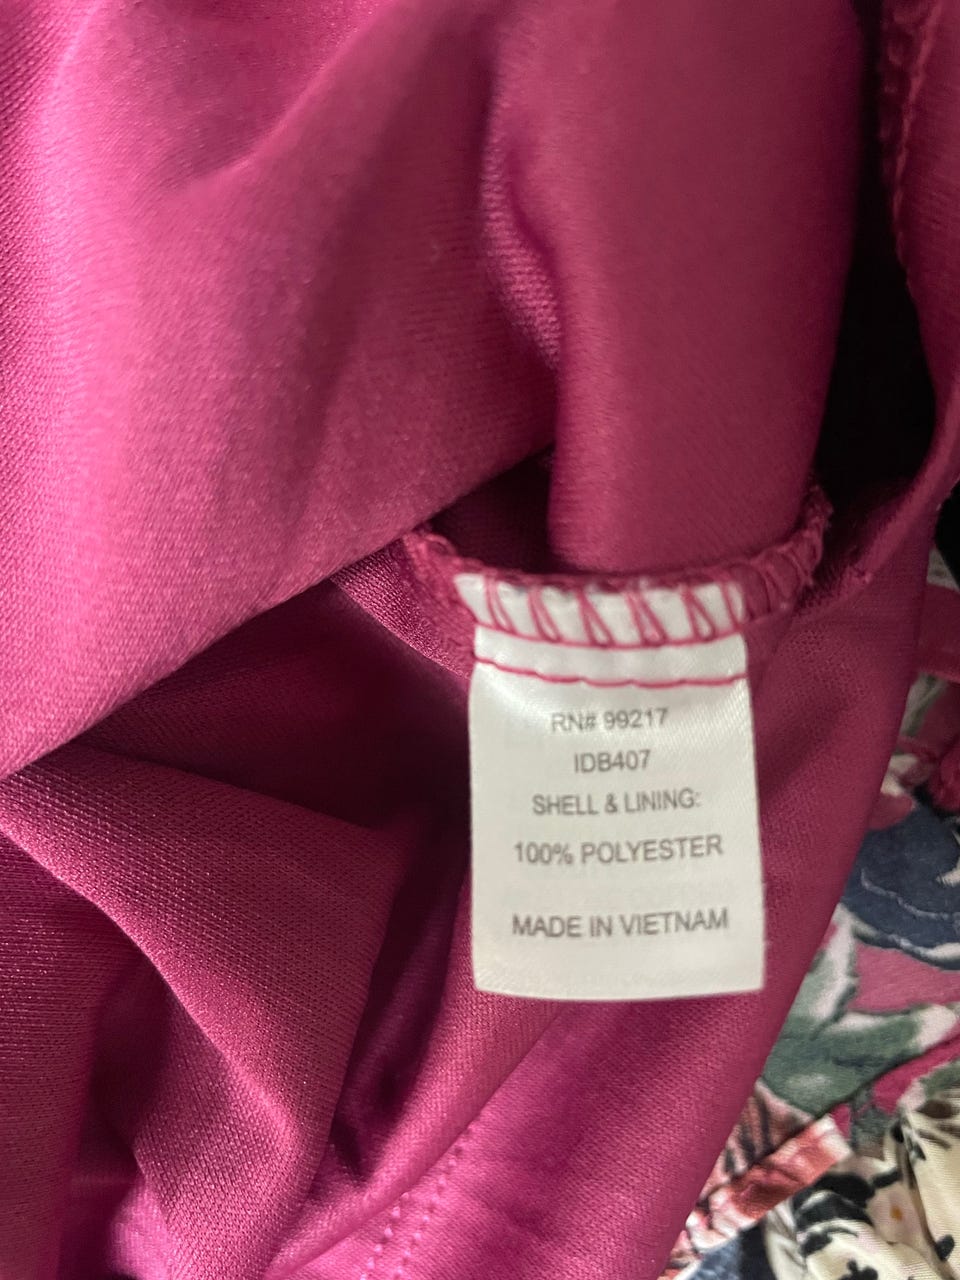 RN# 99217
IDB407
SHELL & LINING:
100% POLYESTER
MADE IN VIETNAM